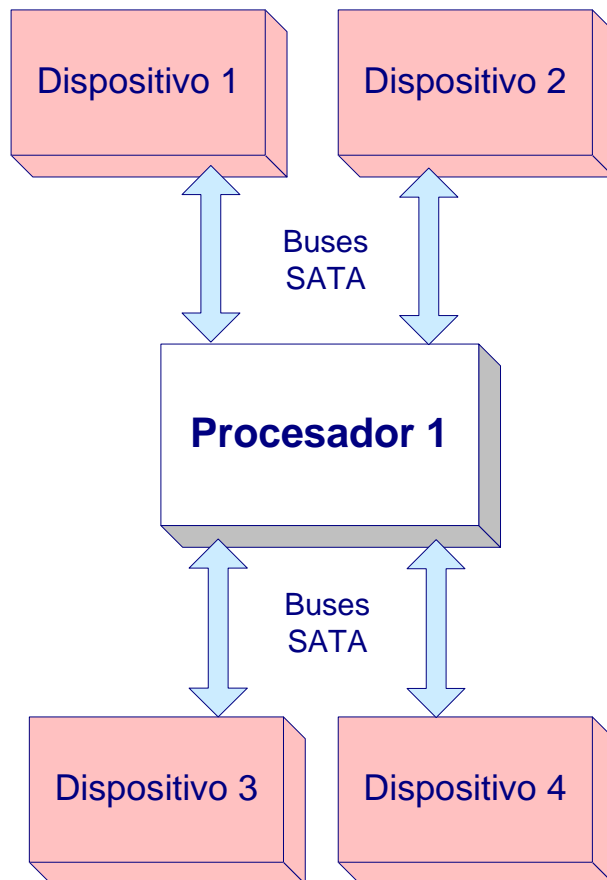 Dispositivo 1
Dispositivo 2
Buses
SATA
Procesador 1
Buses
SATA
Dispositivo 3
Dispositivo 4